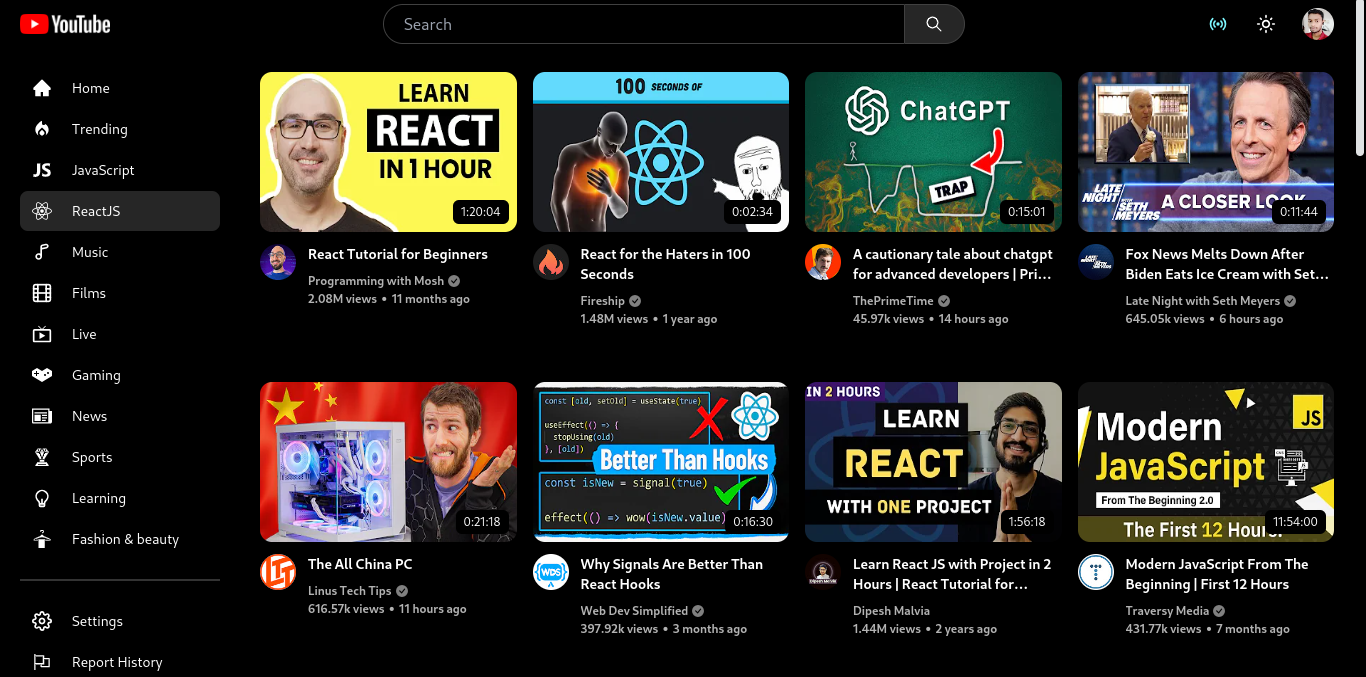 YouTube
Search
Home
Trending
JS JavaScript
ReactJS
Music
Films
Live
Gaming
News
Sports
Learning
Fashion & beauty
Settings
Report History
LEARN
REACT
IN 1 HOUR
1:20:04
React Tutorial for Beginners
Programming with Mosh
2.08M views • 11 months ago
100 SECONDS OF
0:02:34
React for the Haters in 100
Seconds
Fireship
1.48M views • 1 year ago
ChatGPT
TRAP
0:15:01
A cautionary tale about chatgpt
for advanced developers | Pri...
ThePrimeTime
45.97k views • 14 hours ago
LATE NIGHT WITH SETH MEYERS
A CLOSER LOOK
0:11:44
Fox News Melts Down After
Biden Eats Ice Cream with Set...
Late Night with Seth Meyers
645.05k views • 6 hours ago
0:21:18
The All China PC
Linus Tech Tips
616.57k views • 11 hours ago
const [old, setOld] = useState(true)
useEffect(() => {
stopUsing(old)
}, [old])
Better Than Hooks
const isNew = signal(true)
effect(() => wow(isNew.value)
0:16:30
WDS
Why Signals Are Better Than
React Hooks
Web Dev Simplified
397.92k views • 3 months ago
IN 2 HOURS
LEARN
REACT
WITH ONE PROJECT
1:56:18
Learn React JS with Project in 2
Hours | React Tutorial for...
Dipesh Malvia
1.44M views • 2 years ago
JS
Modern
JavaScript
From The Beginning 2.0
The First 12 Hours.
11:54:00
Modern JavaScript From The
Beginning | First 12 Hours
Traversy Media
431.77k views • 7 months ago